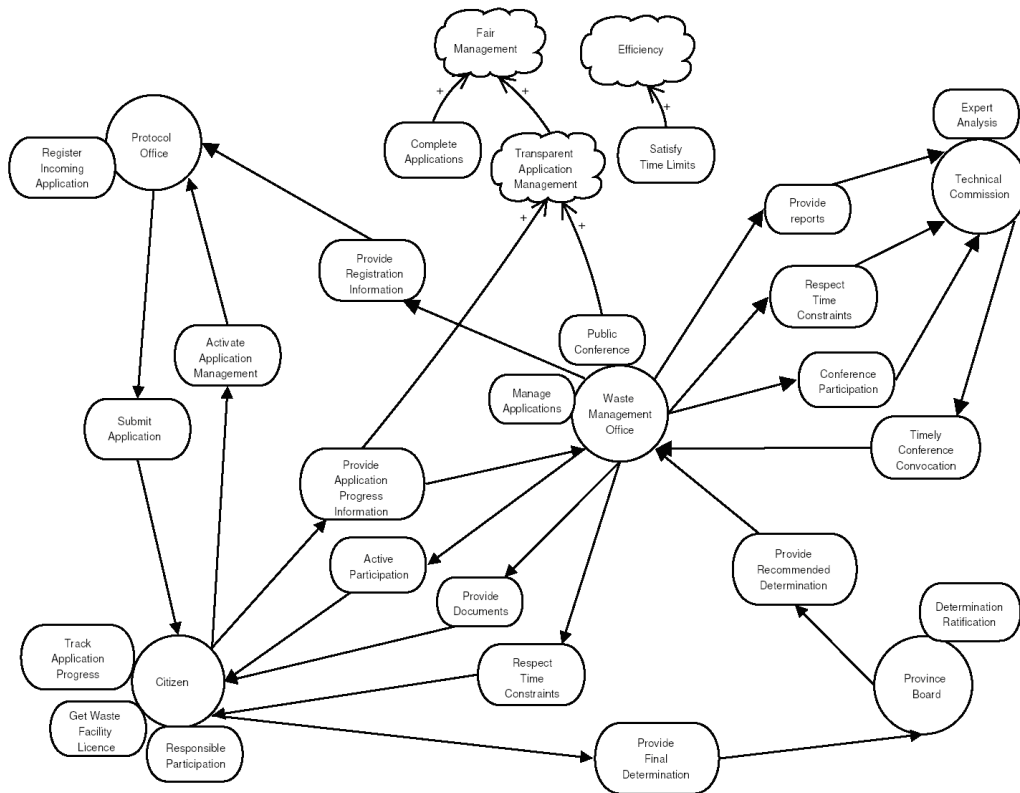 Fair
Management
Efficiency
Expert
Analysis
Protocol
Office
Register
Incoming
Application
Complete
Applications
Transparent
Application
Management
Satisfy
Time Limits
Technical
Commission
Provide
reports
Provide
Registration
Information
Respect
Time
Constraints
Activate
Application
Management
Public
Conference
Conference
Participation
Manage
Applications
Waste
Management
Office
Submit
Application
Timely
Conference
Convocation
Provide
Application
Progress
Information
Active
Participation
Provide
Recommended
Determination
Provide
Documents
Determination
Ratification
Track
Application
Progress
Citizen
Respect
Time
Constraints
Province
Board
Get Waste
Facility
Licence
Responsible
Participation
Provide
Final
Determination
+
+
+
+
+